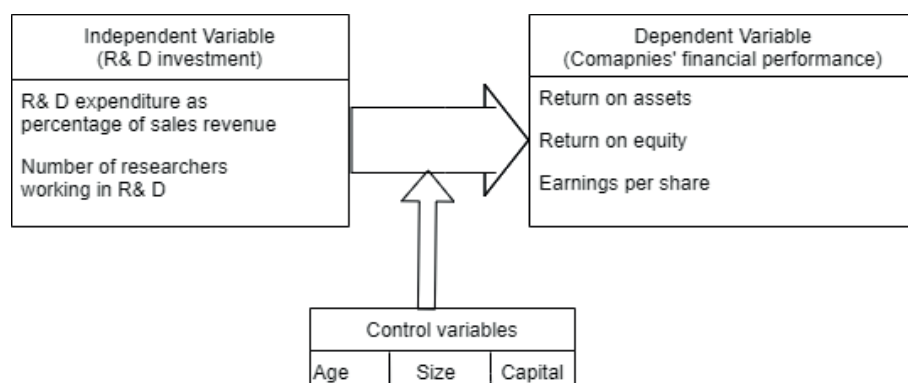 Independent Variable
(R& D investment)
R& D expenditure as
percentage of sales revenue
Number of researchers
working in R& D
Dependent Variable
(Comapnies' financial performance)
Return on assets
Return on equity
Earnings per share
Control variables
Age Size Capital